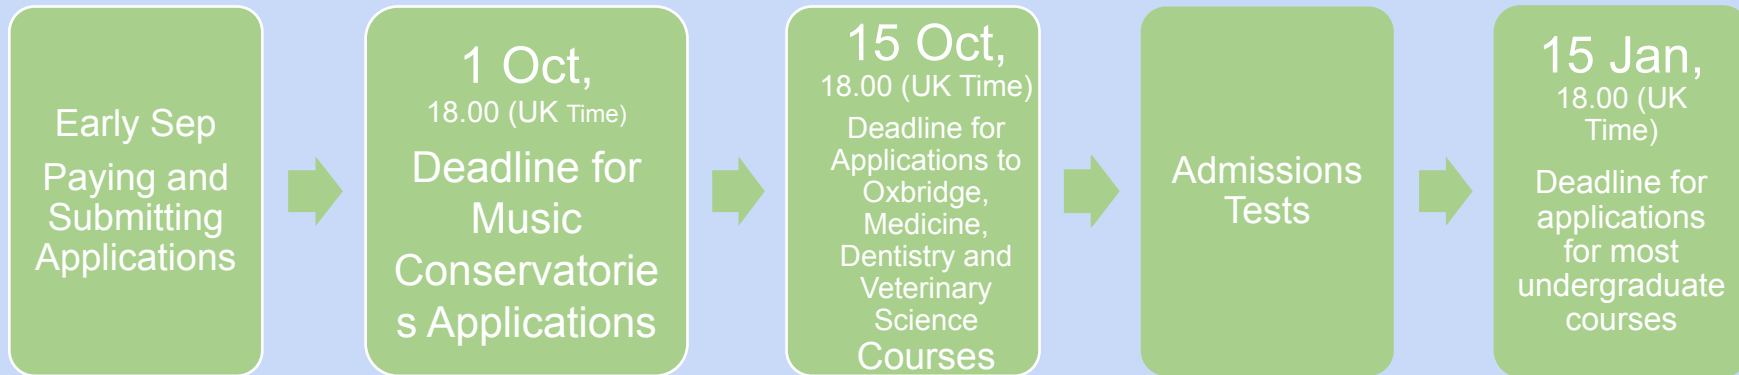 Early Sep
Paying and
Submitting
Applications
1 Oct,
18.00 (UK Time)
Deadline for
Music
Conservatorie
s Applications
15 Oct,
18.00 (UK Time)
Deadline for
Applications to
Oxbridge,
Medicine,
Dentistry and
Veterinary
Science
Courses
Admissions
Tests
15 Jan,
18.00 (UK
Time)
Deadline for
applications
for most
undergraduate
courses